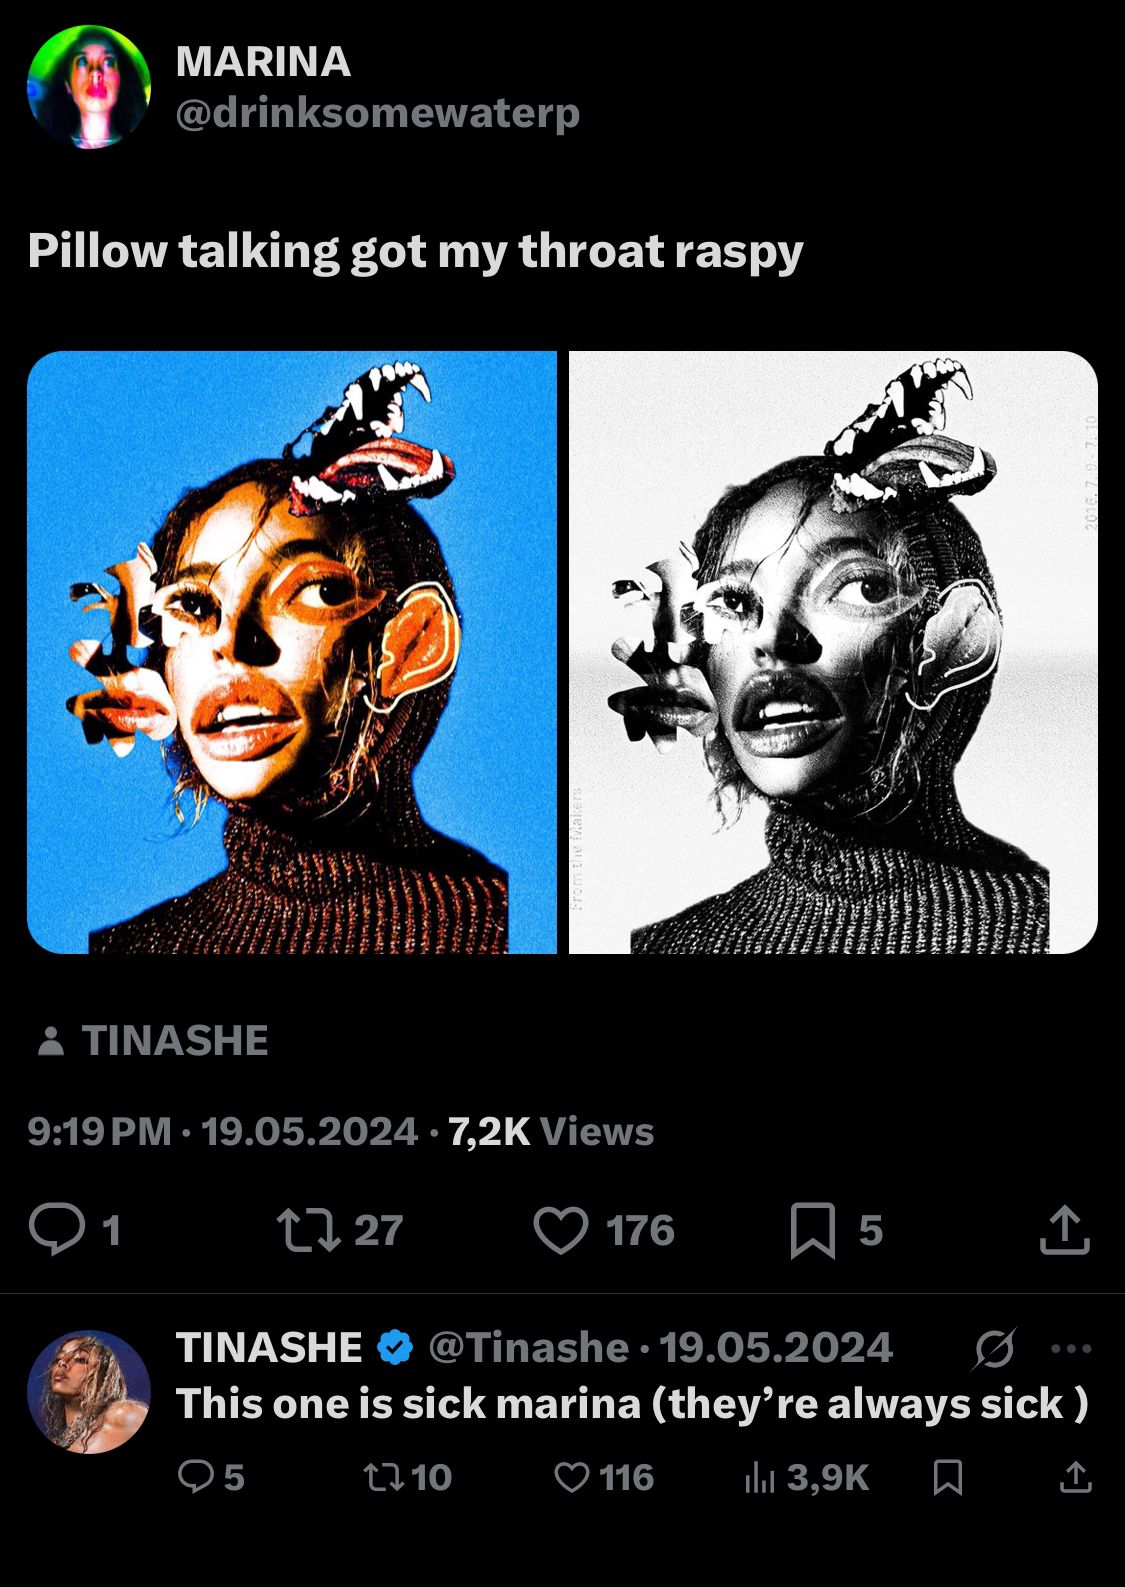 MARINA
@drinksomewaterp
Pillow talking got my throat raspy
2016. 7. 9 - 7. 10
From the Makers
TINASHE
9:19 PM · 19.05.2024 · 7,2K Views
1 27 176 5
TINASHE @Tinashe · 19.05.2024
This one is sick marina (they’re always sick )
5 10 116 3,9K